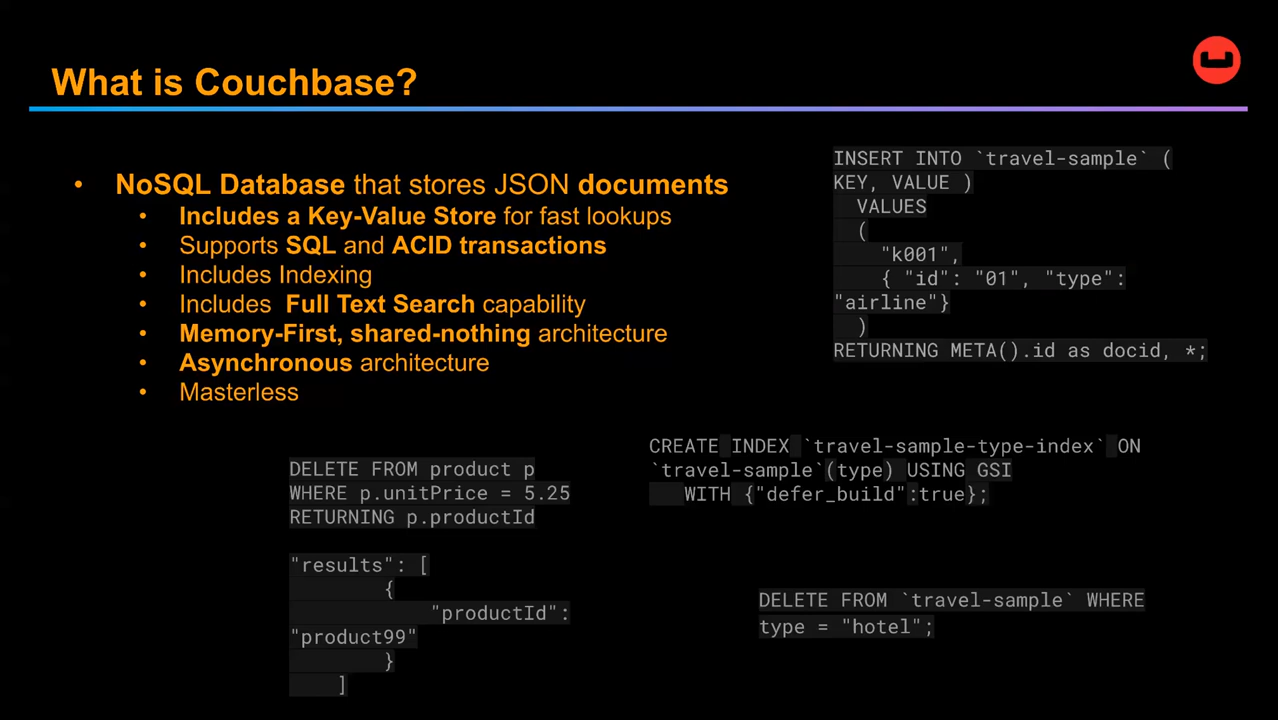 What is Couchbase?
• NoSQL Database that stores JSON documents
• Includes a Key-Value Store for fast lookups
• Supports SQL and ACID transactions
• Includes Indexing
• Includes  Full Text Search capability
• Memory-First, shared-nothing architecture
• Asynchronous architecture
• Masterless
INSERT INTO `travel-sample` (
KEY, VALUE )
  VALUES
  (
    "k001",
    { "id": "01", "type":
"airline"}
  )
RETURNING META().id as docid, *;
CREATE INDEX `travel-sample-type-index` ON
`travel-sample`(type) USING GSI
   WITH {"defer_build":true};
DELETE FROM product p
WHERE p.unitPrice = 5.25
RETURNING p.productId
"results": [
        {
            "productId":
"product99"
        }
    ]
DELETE FROM `travel-sample` WHERE
type = "hotel";